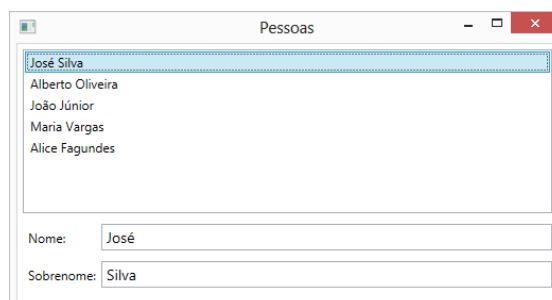 Pessoas
José Silva
Alberto Oliveira
João Júnior
Maria Vargas
Alice Fagundes
Nome: José
Sobrenome: Silva